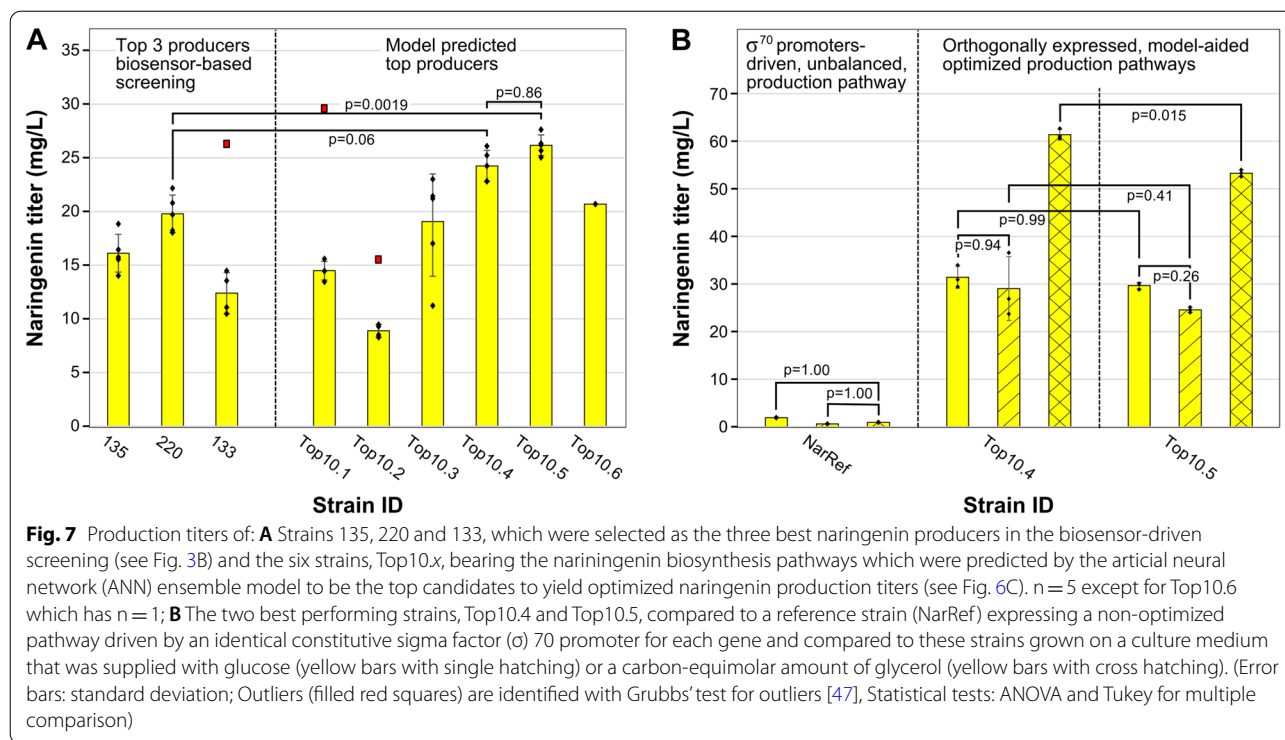 A
Top 3 producers
biosensor-based
screening
Model predicted
top producers
p=0.86
p=0.0019
p=0.06
35
30
25
20
15
10
5
0
Naringenin titer (mg/L)
135
220
133
Top10.1
Top10.2
Top10.3
Top10.4
Top10.5
Top10.6
Strain ID
B
σ70 promoters-
driven, unbalanced,
production pathway
Orthogonally expressed, model-aided
optimized production pathways
p=0.015
p=0.41
p=0.99
p=0.94
p=0.26
p=1.00
p=1.00
70
60
50
40
30
20
10
0
Naringenin titer (mg/L)
NarRef
Top10.4
Top10.5
Strain ID
Fig. 7 Production titers of: A Strains 135, 220 and 133, which were selected as the three best naringenin producers in the biosensor-driven
screening (see Fig. 3B) and the six strains, Top10.x, bearing the nariningenin biosynthesis pathways which were predicted by the articial neural
network (ANN) ensemble model to be the top candidates to yield optimized naringenin production titers (see Fig. 6C). n = 5 except for Top10.6
which has n = 1; B The two best performing strains, Top10.4 and Top10.5, compared to a reference strain (NarRef) expressing a non-optimized
pathway driven by an identical constitutive sigma factor (σ) 70 promoter for each gene and compared to these strains grown on a culture medium
that was supplied with glucose (yellow bars with single hatching) or a carbon-equimolar amount of glycerol (yellow bars with cross hatching). (Error
bars: standard deviation; Outliers (filled red squares) are identified with Grubbs' test for outliers [47], Statistical tests: ANOVA and Tukey for multiple
comparison)